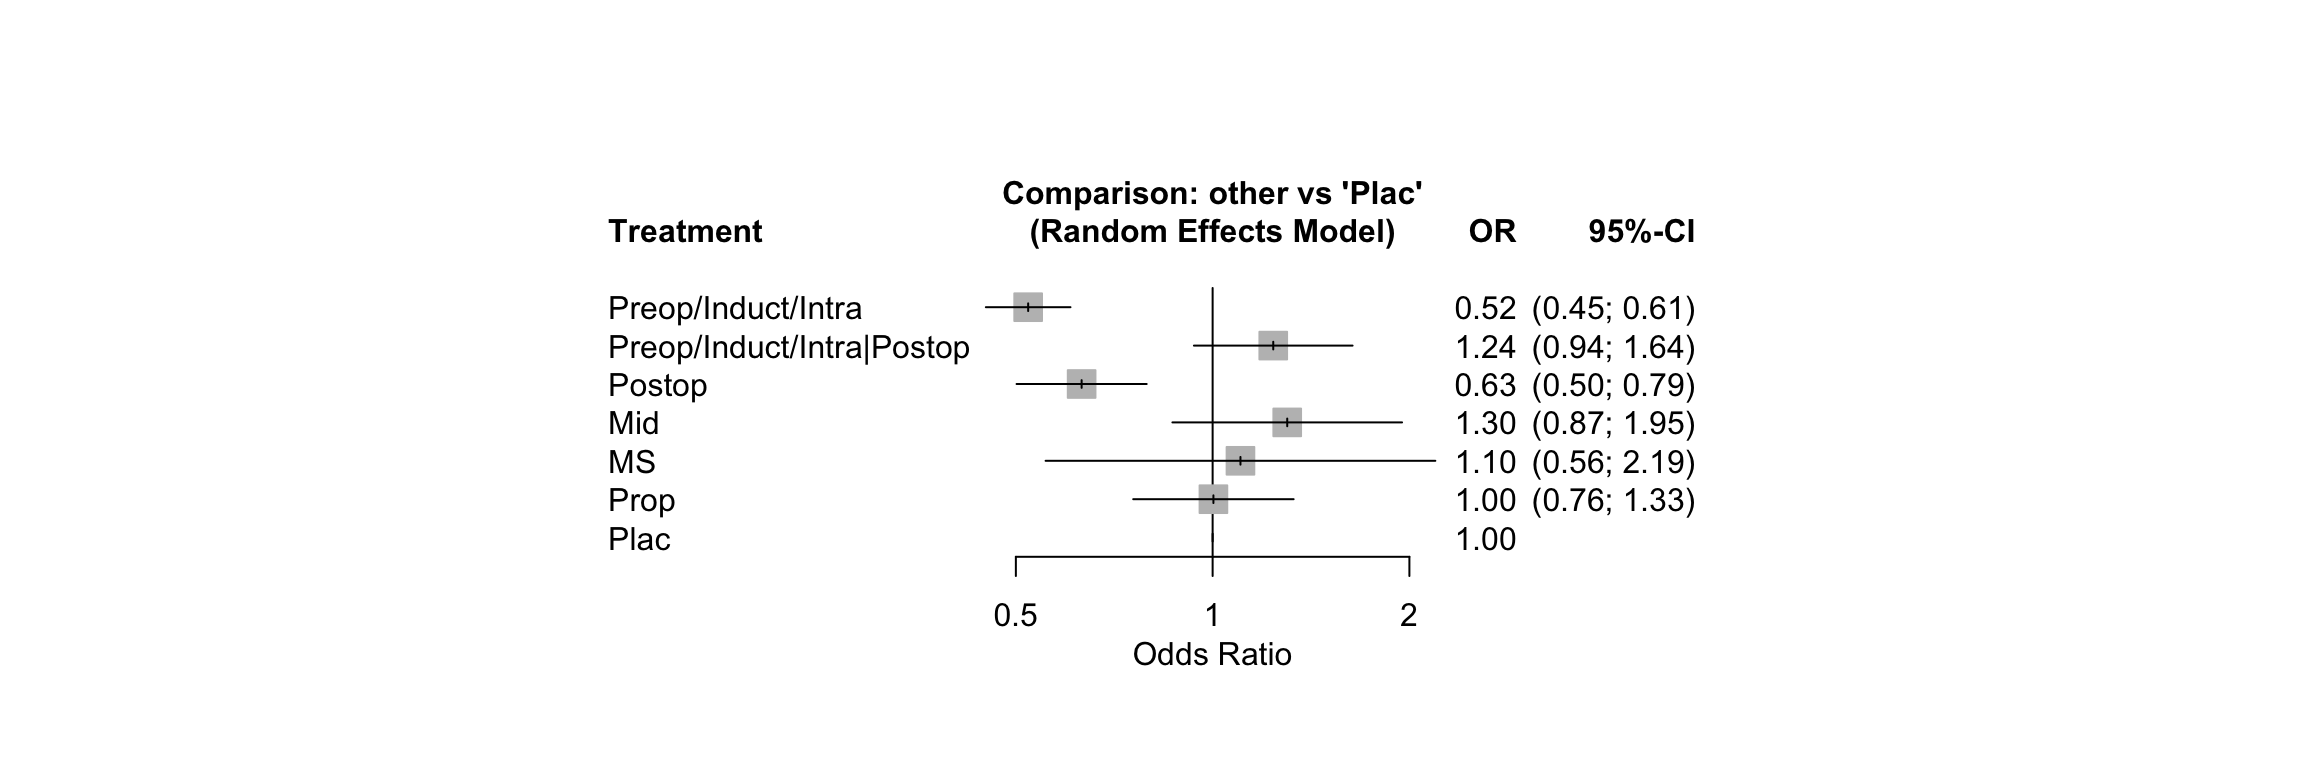 Comparison: other vs 'Plac'
Treatment (Random Effects Model) OR 95%-CI
Preop/Induct/Intra 0.52 (0.45; 0.61)
Preop/Induct/Intra|Postop 1.24 (0.94; 1.64)
Postop 0.63 (0.50; 0.79)
Mid 1.30 (0.87; 1.95)
MS 1.10 (0.56; 2.19)
Prop 1.00 (0.76; 1.33)
Plac 1.00
0.5 1 2
Odds Ratio